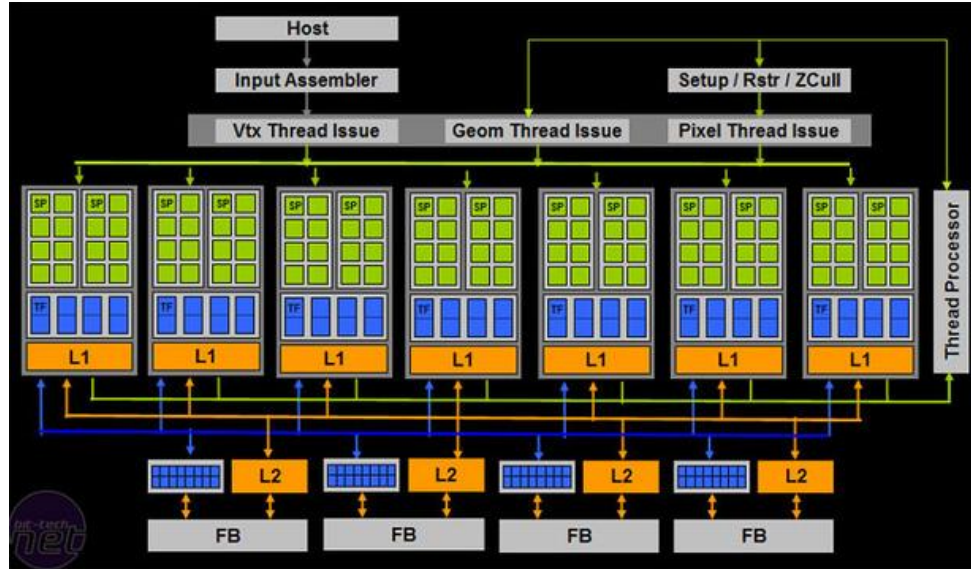 Host
Input Assembler
Setup / Rstr / ZCull
Vtx Thread Issue
Geom Thread Issue
Pixel Thread Issue
SP SP SP SP SP SP SP SP SP SP SP SP SP SP
TF TF TF TF TF TF TF
L1 L1 L1 L1 L1 L1 L1
Thread Processor
L2 L2 L2 L2
FB FB FB FB
bit-tech
net